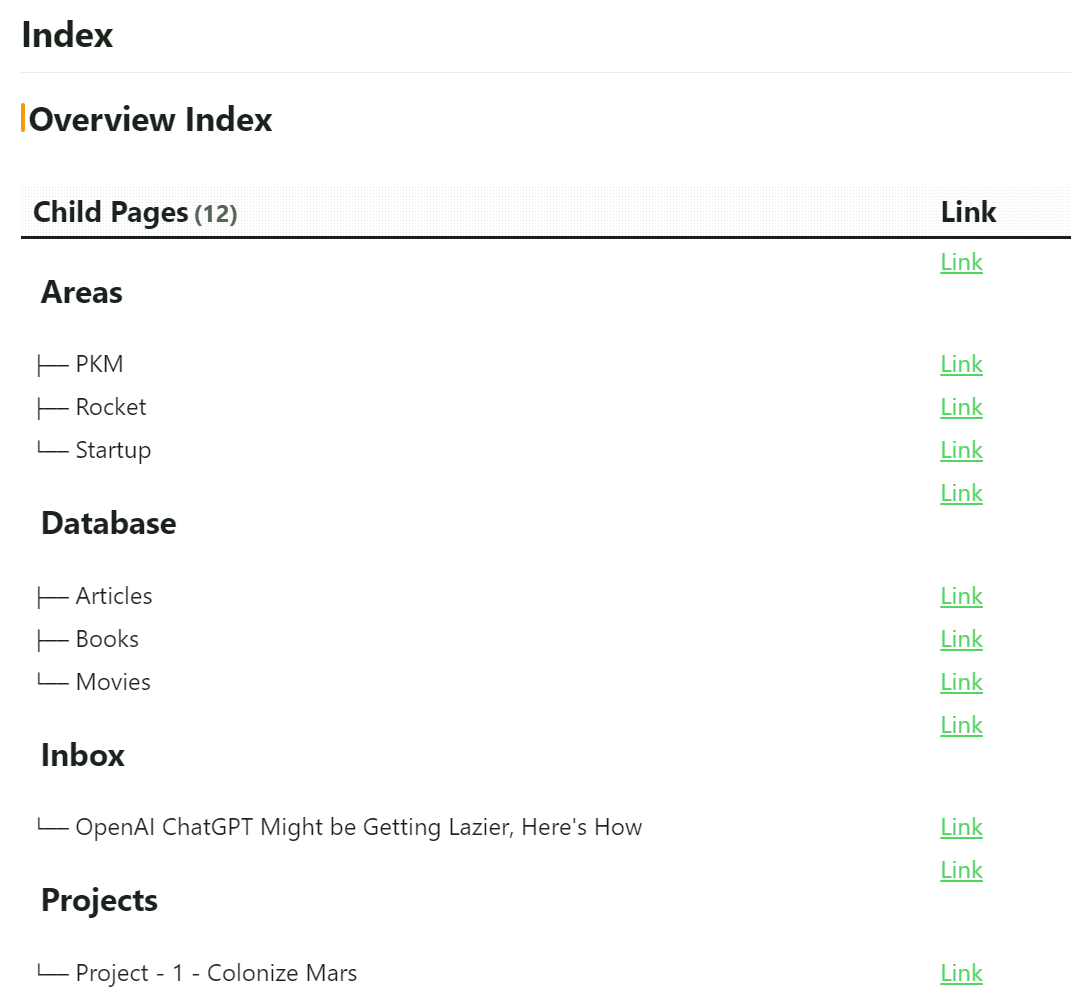 Index
Overview Index
Child Pages (12) Link
Link
Areas
├── PKM Link
├── Rocket Link
└── Startup Link
Link
Database
├── Articles Link
├── Books Link
└── Movies Link
Link
Inbox
└── OpenAI ChatGPT Might be Getting Lazier, Here's How Link
Link
Projects
└── Project - 1 - Colonize Mars Link